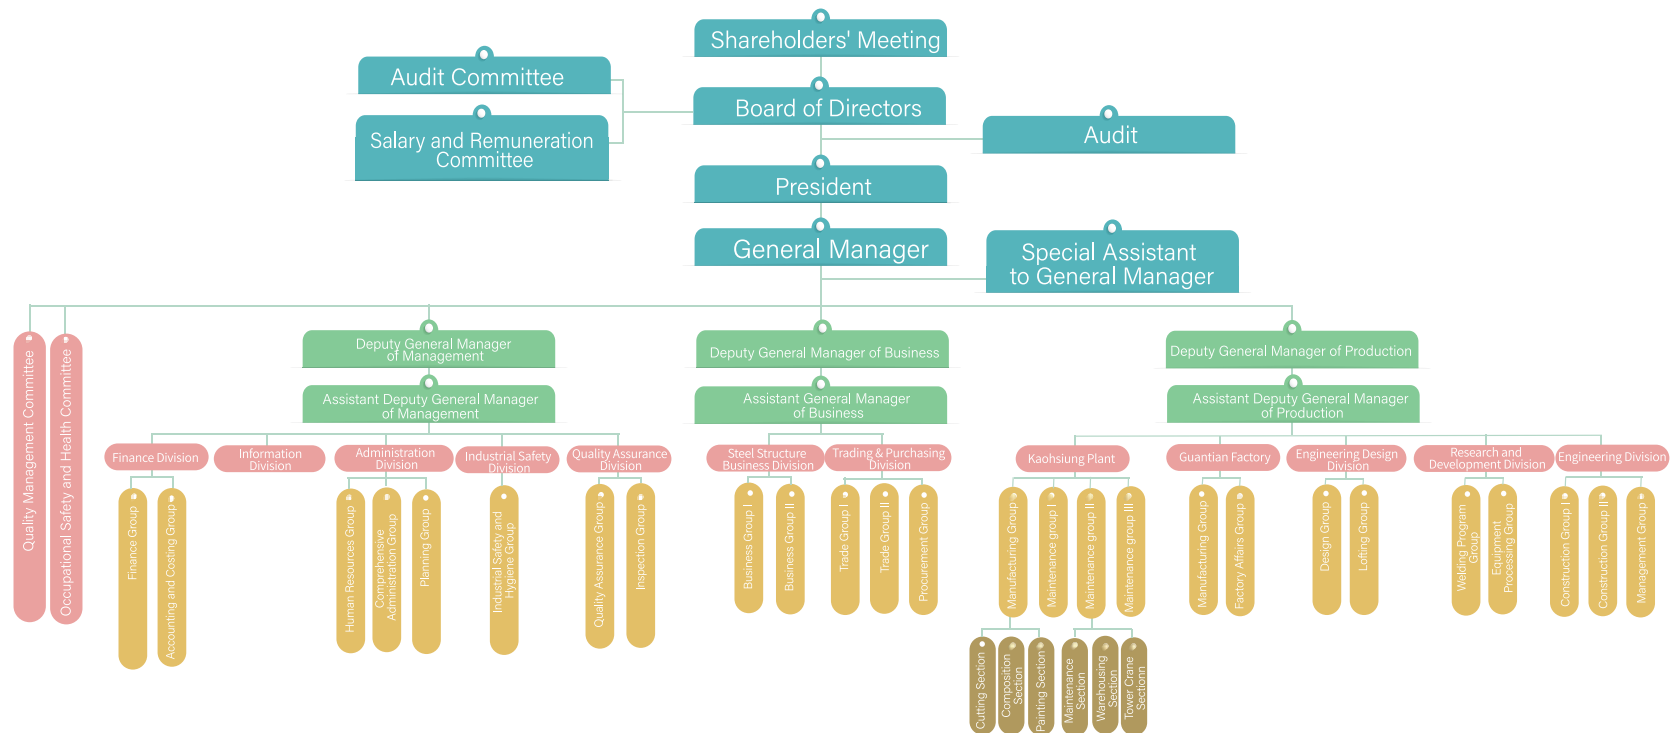 Shareholders' Meeting
Audit Committee
Board of Directors
Salary and Remuneration
Committee
Audit
President
General Manager
Special Assistant
to General Manager
Quality Management Committee
Occupational Safety and Health Committee
Deputy General Manager
of Management
Deputy General Manager of Business
Deputy General Manager of Production
Assistant Deputy General Manager
of Management
Assistant General Manager
of Business
Assistant Deputy General Manager
of Production
Finance Division
Information
Division
Administration
Division
Industrial Safety
Division
Quality Assurance
Division
Steel Structure
Business Division
Trading & Purchasing
Division
Kaohsiung Plant
Guantian Factory
Engineering Design
Division
Research and
Development Division
Engineering Division
Finance Group
Accounting and Costing Group
Human Resources Group
Comprehensive
Administration Group
Planning Group
Industrial Safety and
Hygiene Group
Quality Assurance Group
Inspection Group
Business Group I
Business Group II
Trade Group I
Trade Group II
Procurement Group
Manufacturing Group
Maintenance group I
Maintenance group II
Maintenance group III
Manufacturing Group
Factory Affairs Group
Design Group
Lofting Group
Welding Program
Group
Equipment
Processing Group
Construction Group I
Construction Group II
Management Group
Cutting Section
Composition
Section
Painting Section
Maintenance
Section
Warehousing
Section
Tower Crane
Sectionn